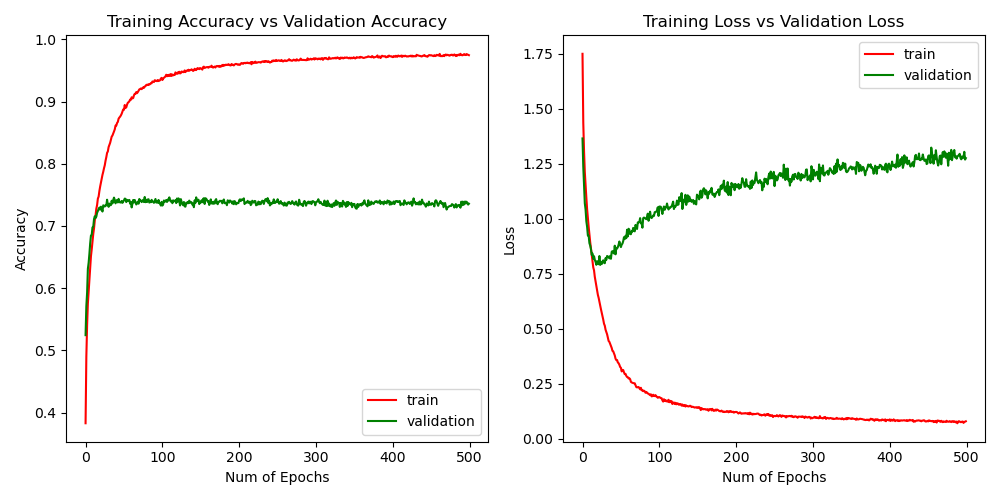 Training Accuracy vs Validation Accuracy
1.0
0.9
0.8
0.7
0.6
0.5
0.4
Accuracy
train
validation
0 100 200 300 400 500
Num of Epochs
Training Loss vs Validation Loss
1.75
1.50
1.25
1.00
0.75
0.50
0.25
0.00
Loss
train
validation
0 100 200 300 400 500
Num of Epochs